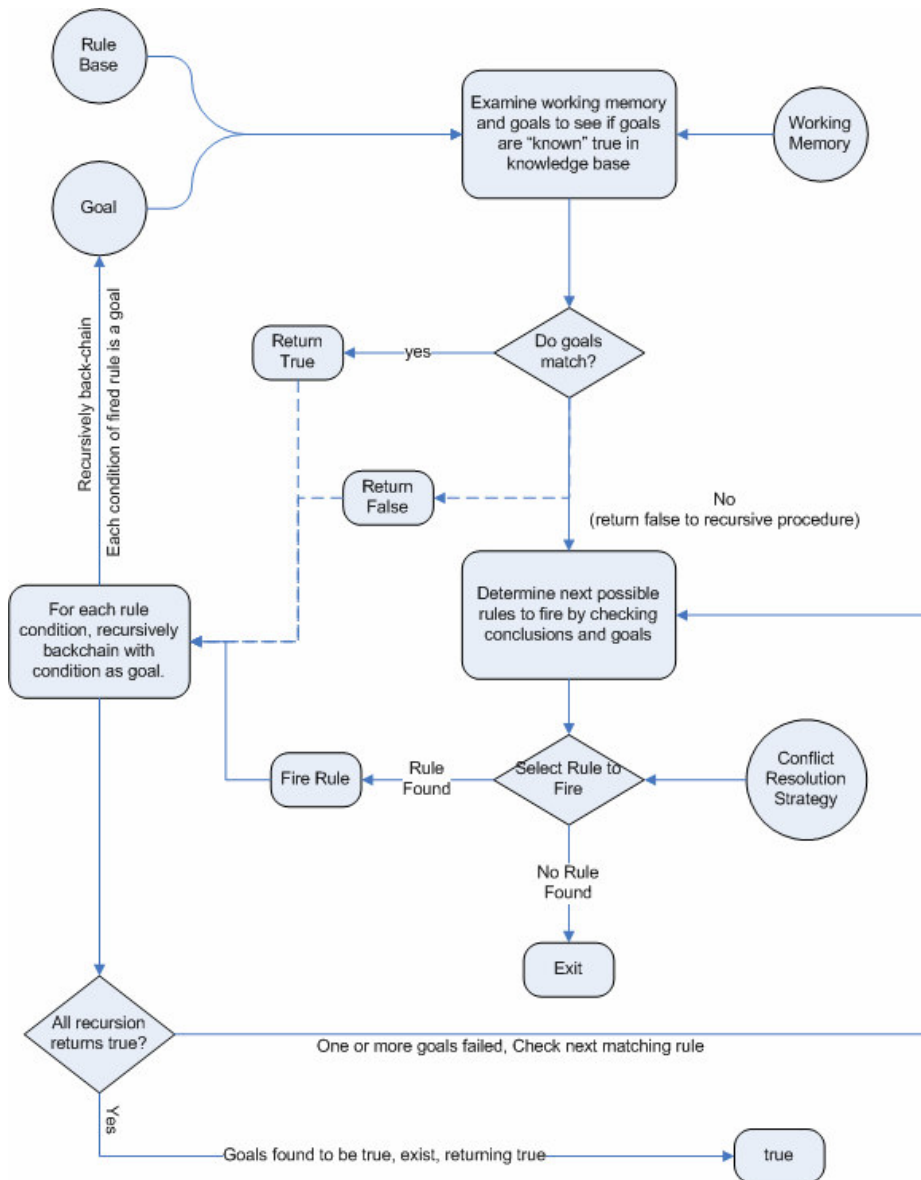 Rule
Base
Examine working memory
and goals to see if goals
are “known” true in
knowledge base
Working
Memory
Goal
Recursively back-chain
Each condition of fired rule is a goal
Return
True
yes
Do goals
match?
Return
False
No
(return false to recursive procedure)
For each rule
condition, recursively
backchain with
condition as goal.
Determine next possible
rules to fire by checking
conclusions and goals
Fire Rule
Rule
Found
Select Rule to
Fire
Conflict
Resolution
Strategy
No Rule
Found
Exit
All recursion
returns true?
One or more goals failed, Check next matching rule
Yes
Goals found to be true, exist, returning true
true